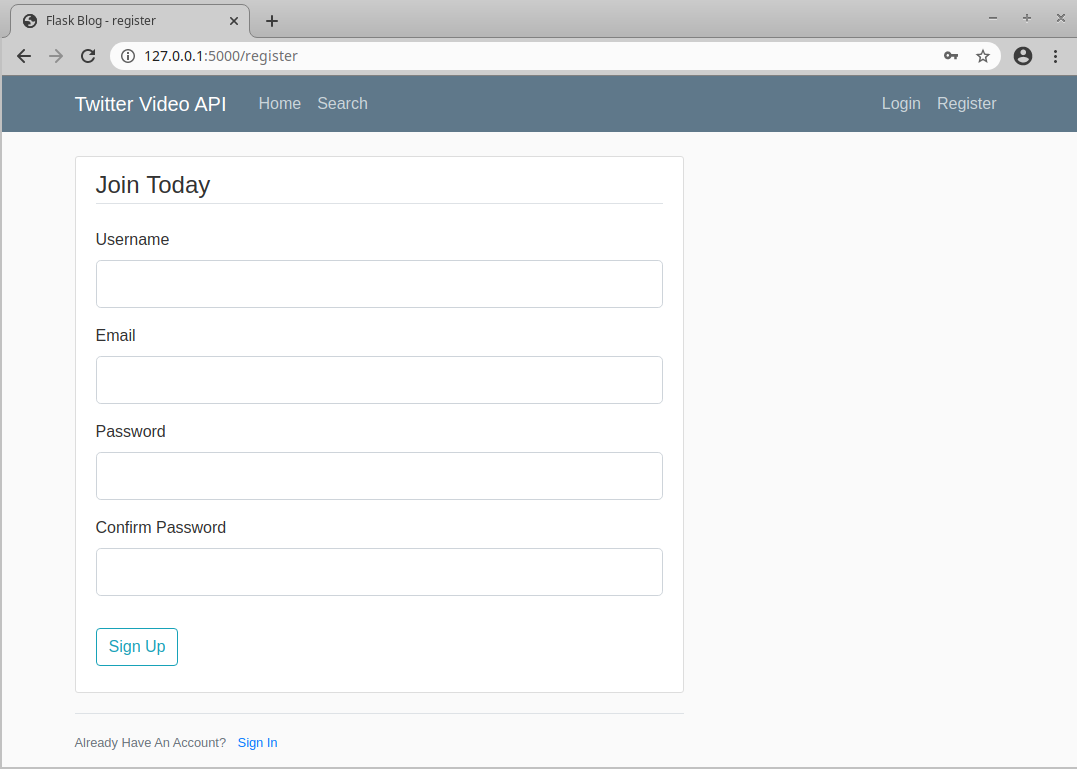 Flask Blog - register
127.0.0.1:5000/register
Twitter Video API Home Search Login Register
Join Today
Username
Email
Password
Confirm Password
Sign Up
Already Have An Account? Sign In